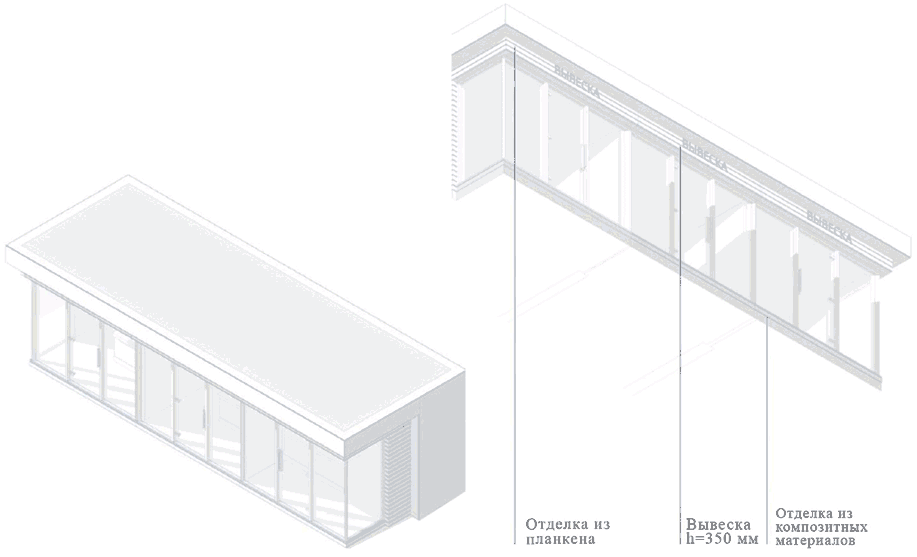 ВЫВЕСКА
ВЫВЕСКА
ВЫВЕСКА
Отделка из
планкена
Вывеска
h=350 мм
Отделка из
композитных
материалов